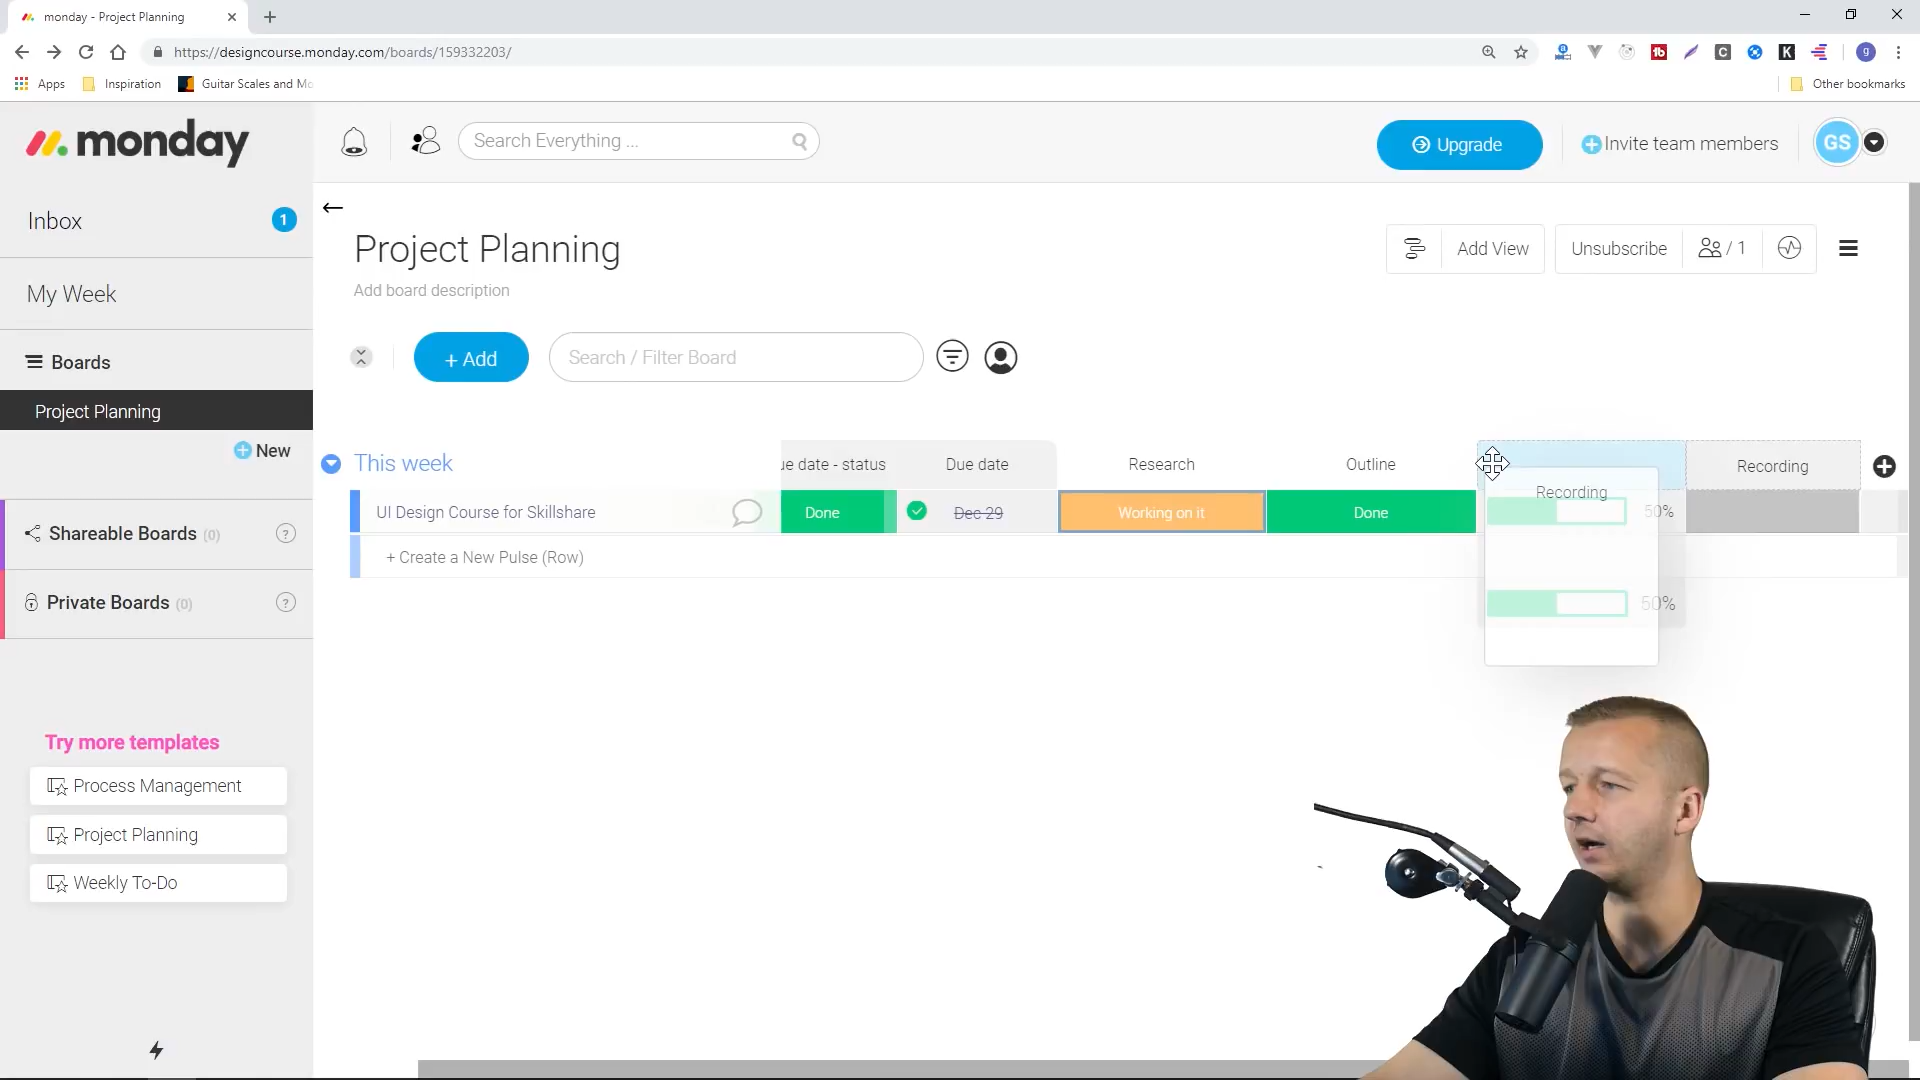 monday - Project Planning
https://designcourse.monday.com/boards/159332203/
Apps
Inspiration
Guitar Scales and Mo
Other bookmarks
monday
Search Everything ...
Upgrade
Invite team members
GS
Inbox
1
My Week
Boards
Project Planning
New
Shareable Boards (0)
?
Private Boards (0)
?
Try more templates
Process Management
Project Planning
Weekly To-Do
Project Planning
Add board description
Add View
Unsubscribe
/ 1
+ Add
Search / Filter Board
This week
ue date - status
Due date
Research
Outline
Recording
Recording
UI Design Course for Skillshare
Done
Dec 29
Working on it
Done
50%
+ Create a New Pulse (Row)
50%